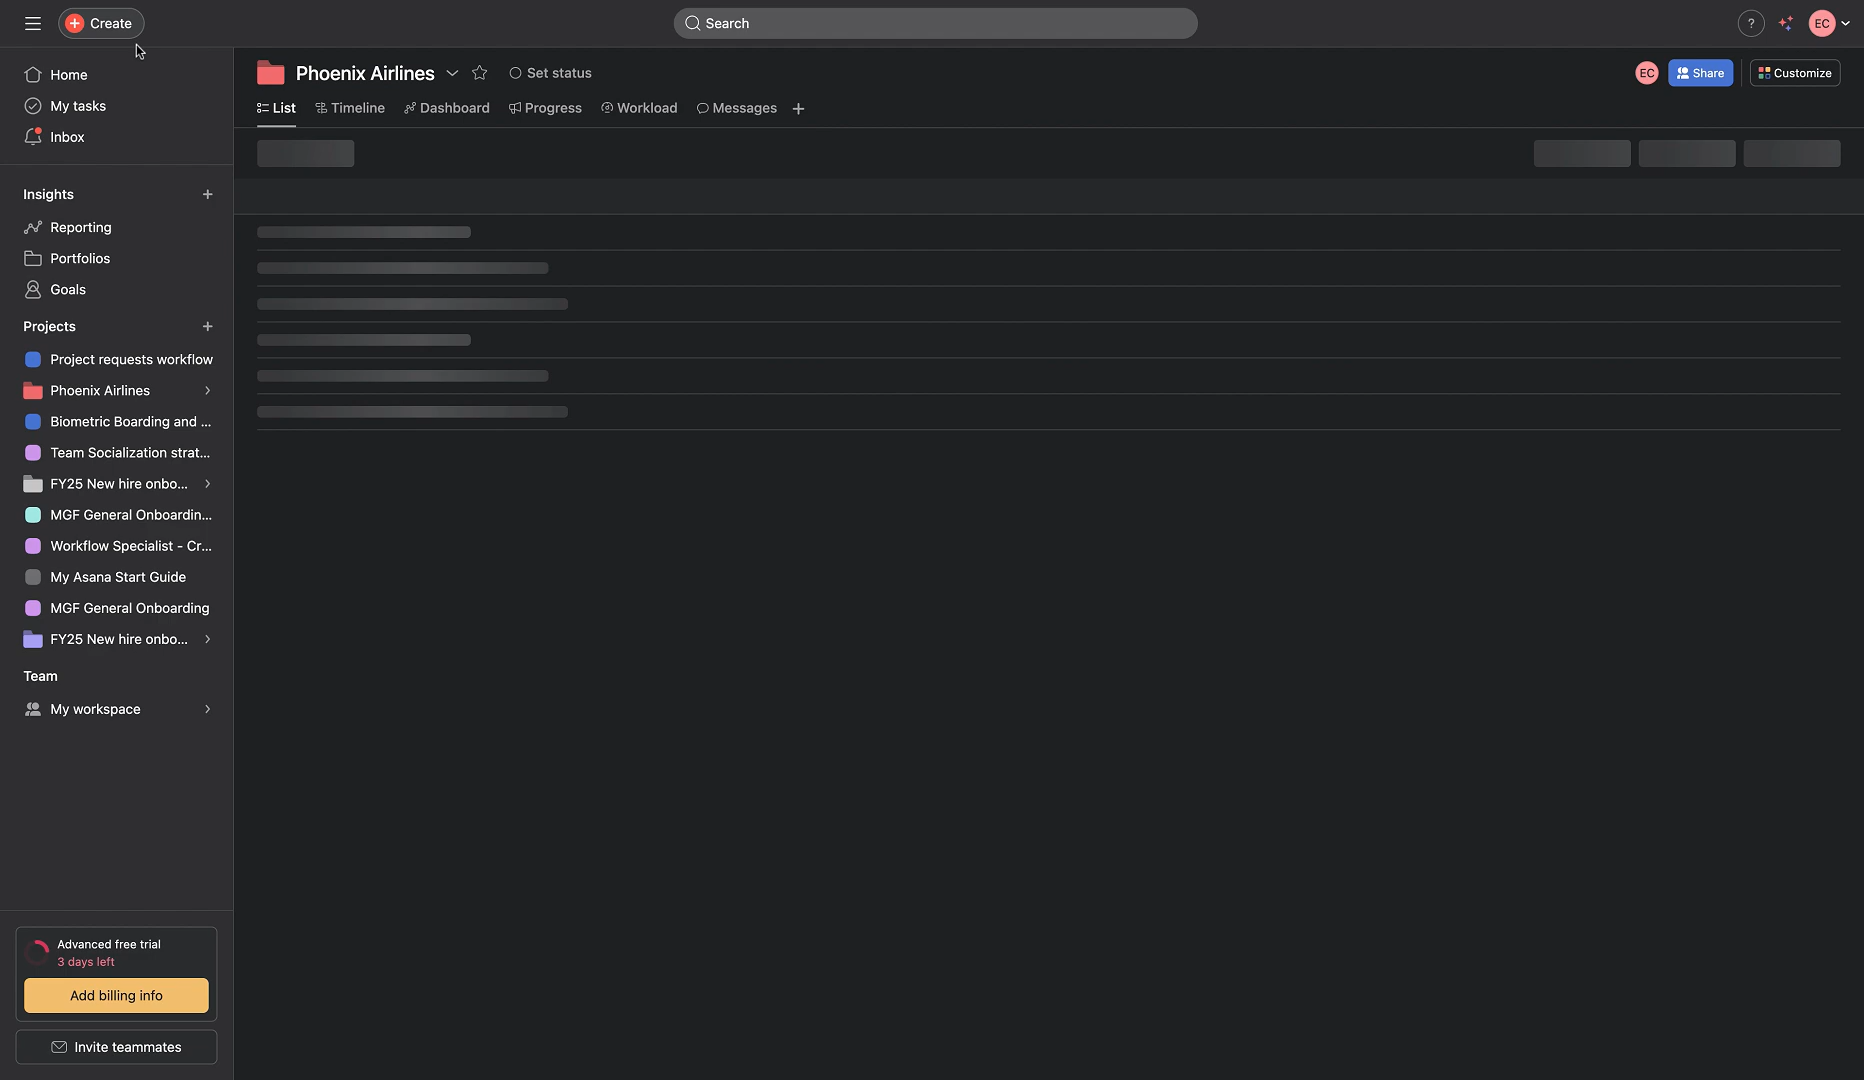 Create
Search
?
EC
Home
My tasks
Inbox
Insights
Reporting
Portfolios
Goals
Projects
Project requests workflow
Phoenix Airlines
Biometric Boarding and ...
Team Socialization strat...
FY25 New hire onbo...
MGF General Onboardin...
Workflow Specialist - Cr...
My Asana Start Guide
MGF General Onboarding
FY25 New hire onbo...
Team
My workspace
Advanced free trial
3 days left
Add billing info
Invite teammates
Phoenix Airlines
Set status
EC
Share
Customize
List Timeline Dashboard Progress Workload Messages